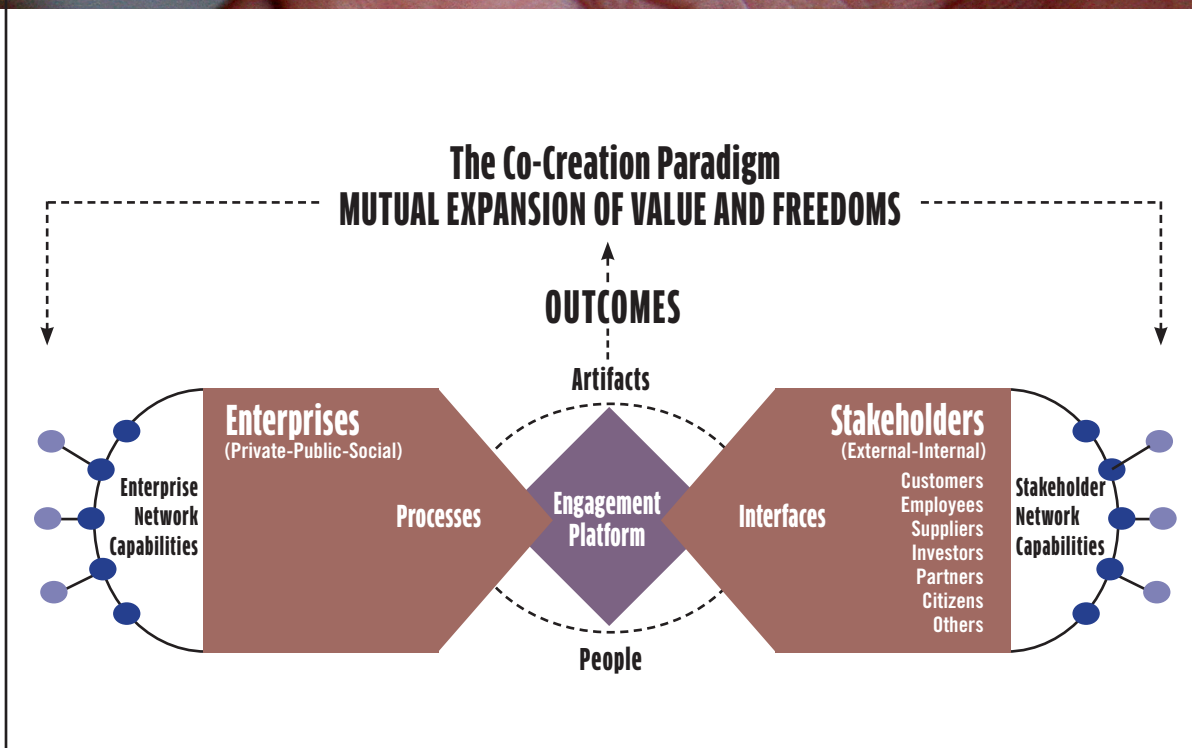 The Co-Creation Paradigm
MUTUAL EXPANSION OF VALUE AND FREEDOMS
OUTCOMES
Artifacts
Enterprises
(Private-Public-Social)
Enterprise
Network
Capabilities
Processes
Engagement
Platform
Interfaces
Stakeholders
(External-Internal)
Customers
Employees
Suppliers
Investors
Partners
Citizens
Others
Stakeholder
Network
Capabilities
People